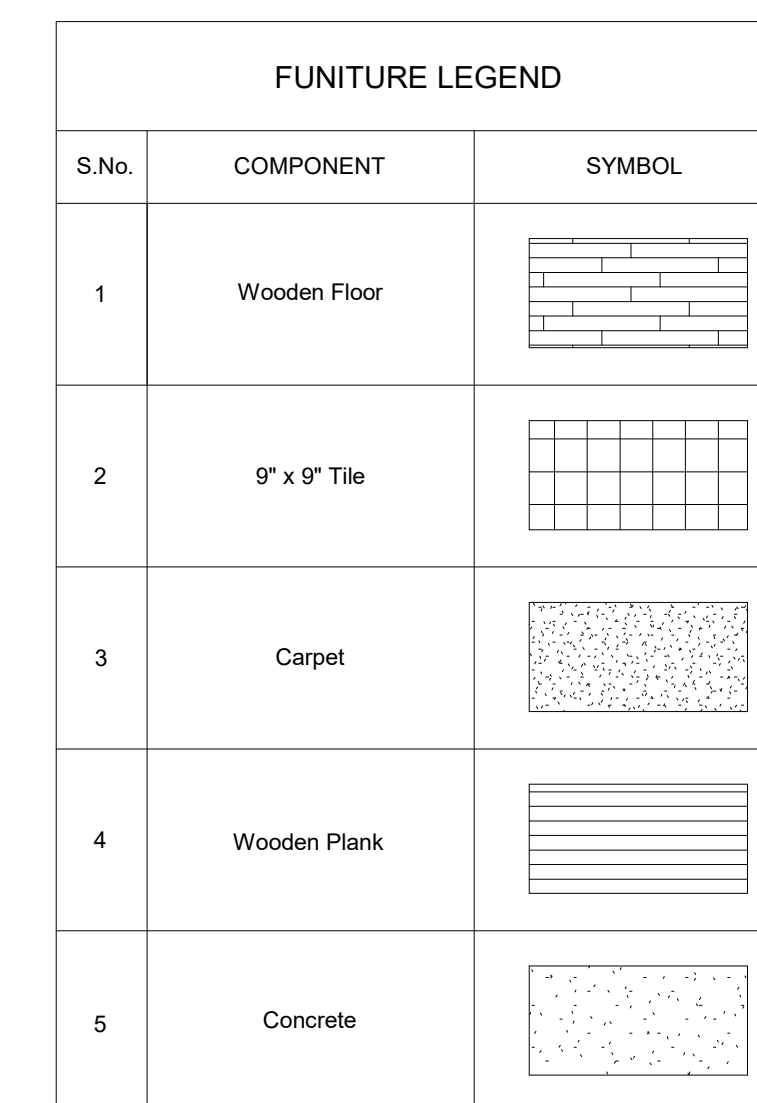 FUNITURE LEGEND
S.No. COMPONENT SYMBOL
1 Wooden Floor
2 9" x 9" Tile
3 Carpet
4 Wooden Plank
5 Concrete